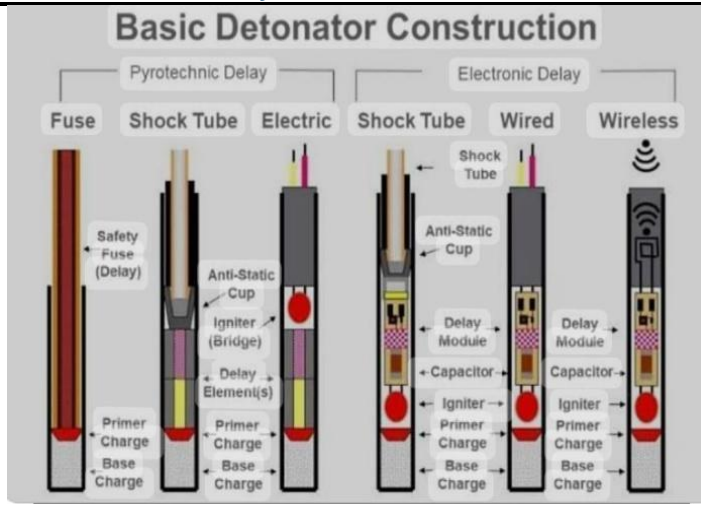 Basic Detonator Construction
Pyrotechnic Delay
Electronic Delay
Fuse
Shock Tube
Electric
Shock Tube
Wired
Wireless
Safety
Fuse
(Delay)
Anti-Static
Cup
Igniter
(Bridge)
Delay
Element(s)
Primer
Charge
Base
Charge
Primer
Charge
Base
Charge
Shock
Tube
Anti-Static
Cup
Delay
Module
Capacitor
Igniter
Primer
Charge
Base
Charge
Delay
Module
Capacitor
Igniter
Primer
Charge
Base
Charge